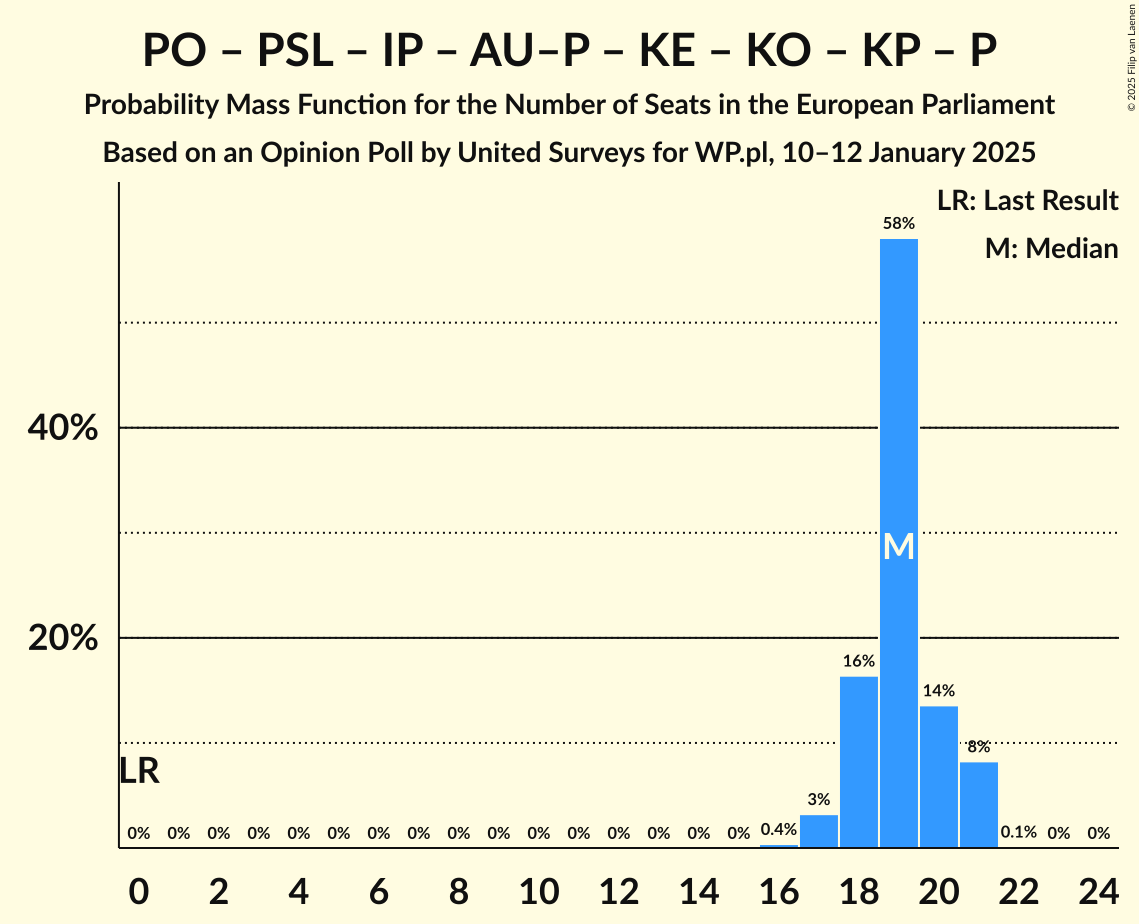 PO – PSL – IP – AU–P – KE – KO – KP – P
Probability Mass Function for the Number of Seats in the European Parliament
Based on an Opinion Poll by United Surveys for WP.pl, 10–12 January 2025
© 2025 Filip van Laenen
LR: Last Result
M: Median
58%
40%
M
20%
16%
14%
8%
LR
3%
0% 0% 0% 0% 0% 0% 0% 0% 0% 0% 0% 0% 0% 0% 0% 0% 0.4% 0.1% 0% 0%
0 2 4 6 8 10 12 14 16 18 20 22 24